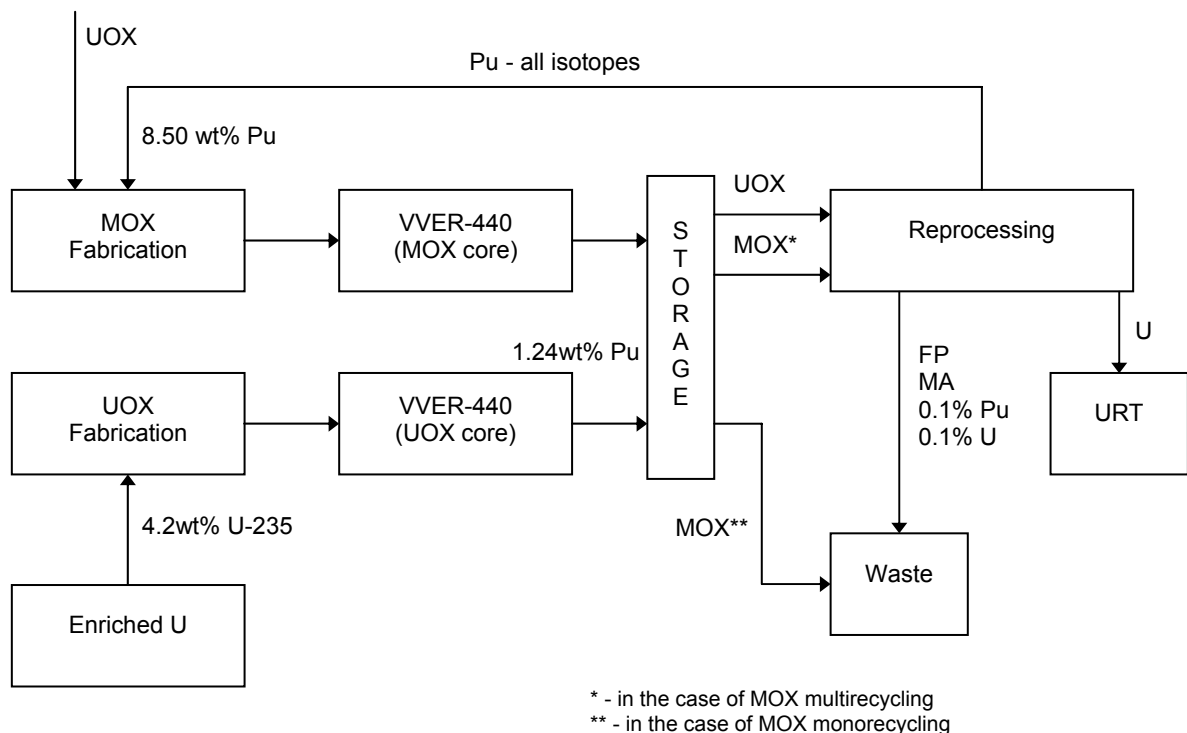 UOX
Pu - all isotopes
8.50 wt% Pu
MOX
Fabrication
VVER-440
(MOX core)
STORAGE
UOX
MOX*
Reprocessing
1.24wt% Pu
UOX
Fabrication
VVER-440
(UOX core)
FP
MA
0.1% Pu
0.1% U
U
URT
4.2wt% U-235
MOX**
Waste
Enriched U
* - in the case of MOX multirecycling
** - in the case of MOX monorecycling